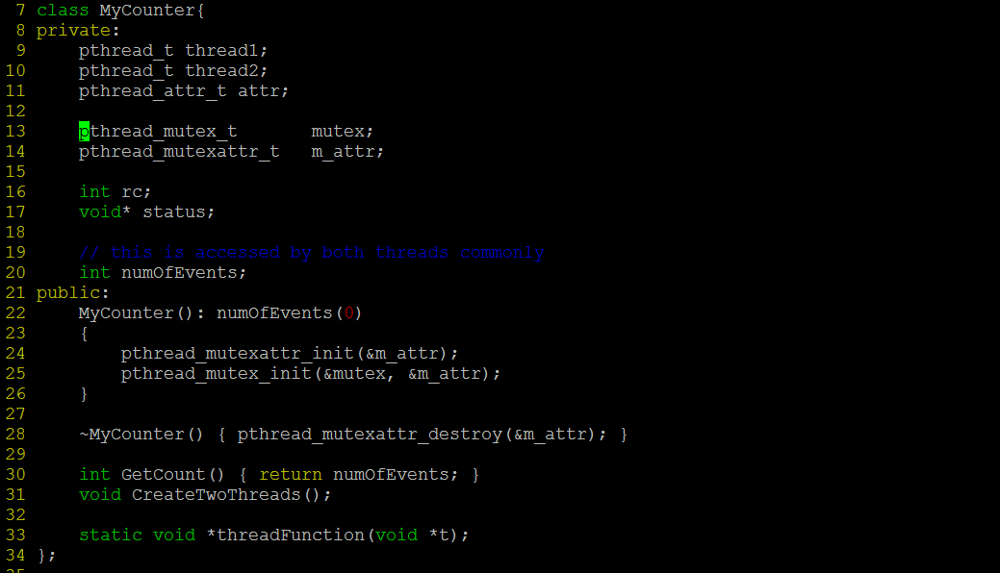 7 class MyCounter{
8 private:
9     pthread_t thread1;
10     pthread_t thread2;
11     pthread_attr_t attr;
12
13     pthread_mutex_t       mutex;
14     pthread_mutexattr_t   m_attr;
15
16     int rc;
17     void* status;
18
19     // this is accessed by both threads commonly
20     int numOfEvents;
21 public:
22     MyCounter(): numOfEvents(0)
23     {
24         pthread_mutexattr_init(&m_attr);
25         pthread_mutex_init(&mutex, &m_attr);
26     }
27
28     ~MyCounter() { pthread_mutexattr_destroy(&m_attr); }
29
30     int GetCount() { return numOfEvents; }
31     void CreateTwoThreads();
32
33     static void *threadFunction(void *t);
34 };